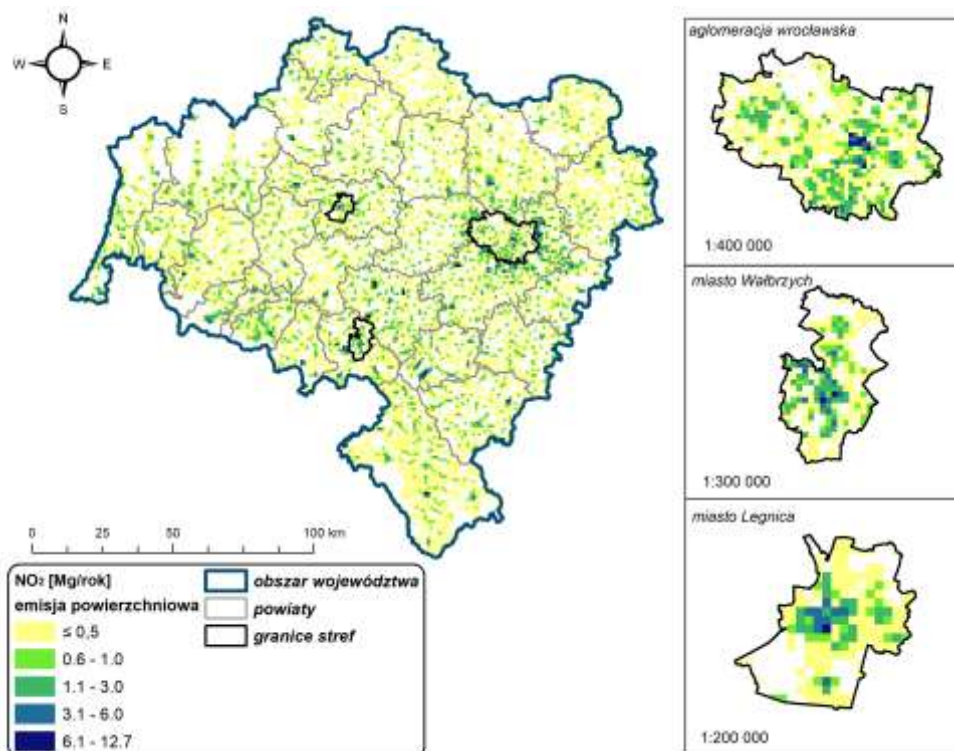 N
W E
S
aglomeracja wrocławska
1:400 000
miasto Wałbrzych
1:300 000
miasto Legnica
1:200 000
0 25 50 100 km
NO₂ [Mg/rok]
emisja powierzchniowa
≤ 0,5
0.6 - 1.0
1.1 - 3.0
3.1 - 6.0
6.1 - 12.7
obszar województwa
powiaty
granice stref